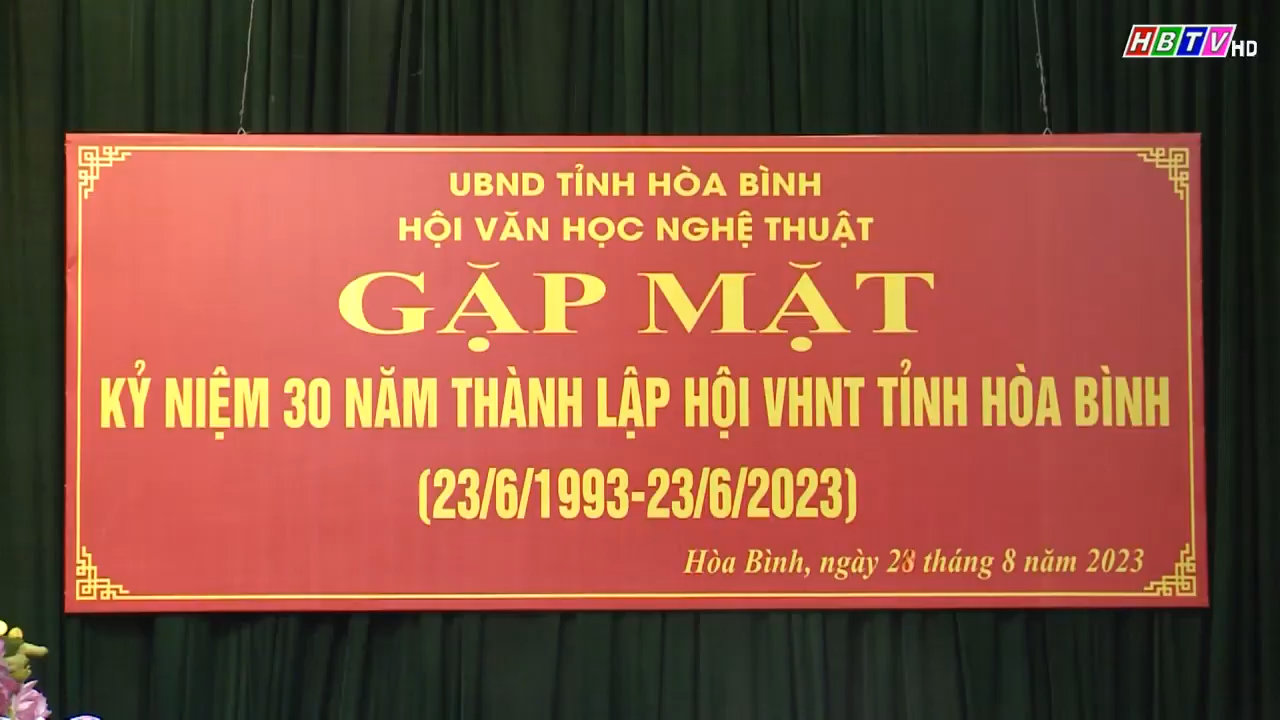 HBTV HD
UBND TỈNH HÒA BÌNH
HỘI VĂN HỌC NGHỆ THUẬT
GẶP MẶT
KỶ NIỆM 30 NĂM THÀNH LẬP HỘI VHNT TỈNH HÒA BÌNH
(23/6/1993-23/6/2023)
Hòa Bình, ngày 28 tháng 8 năm 2023